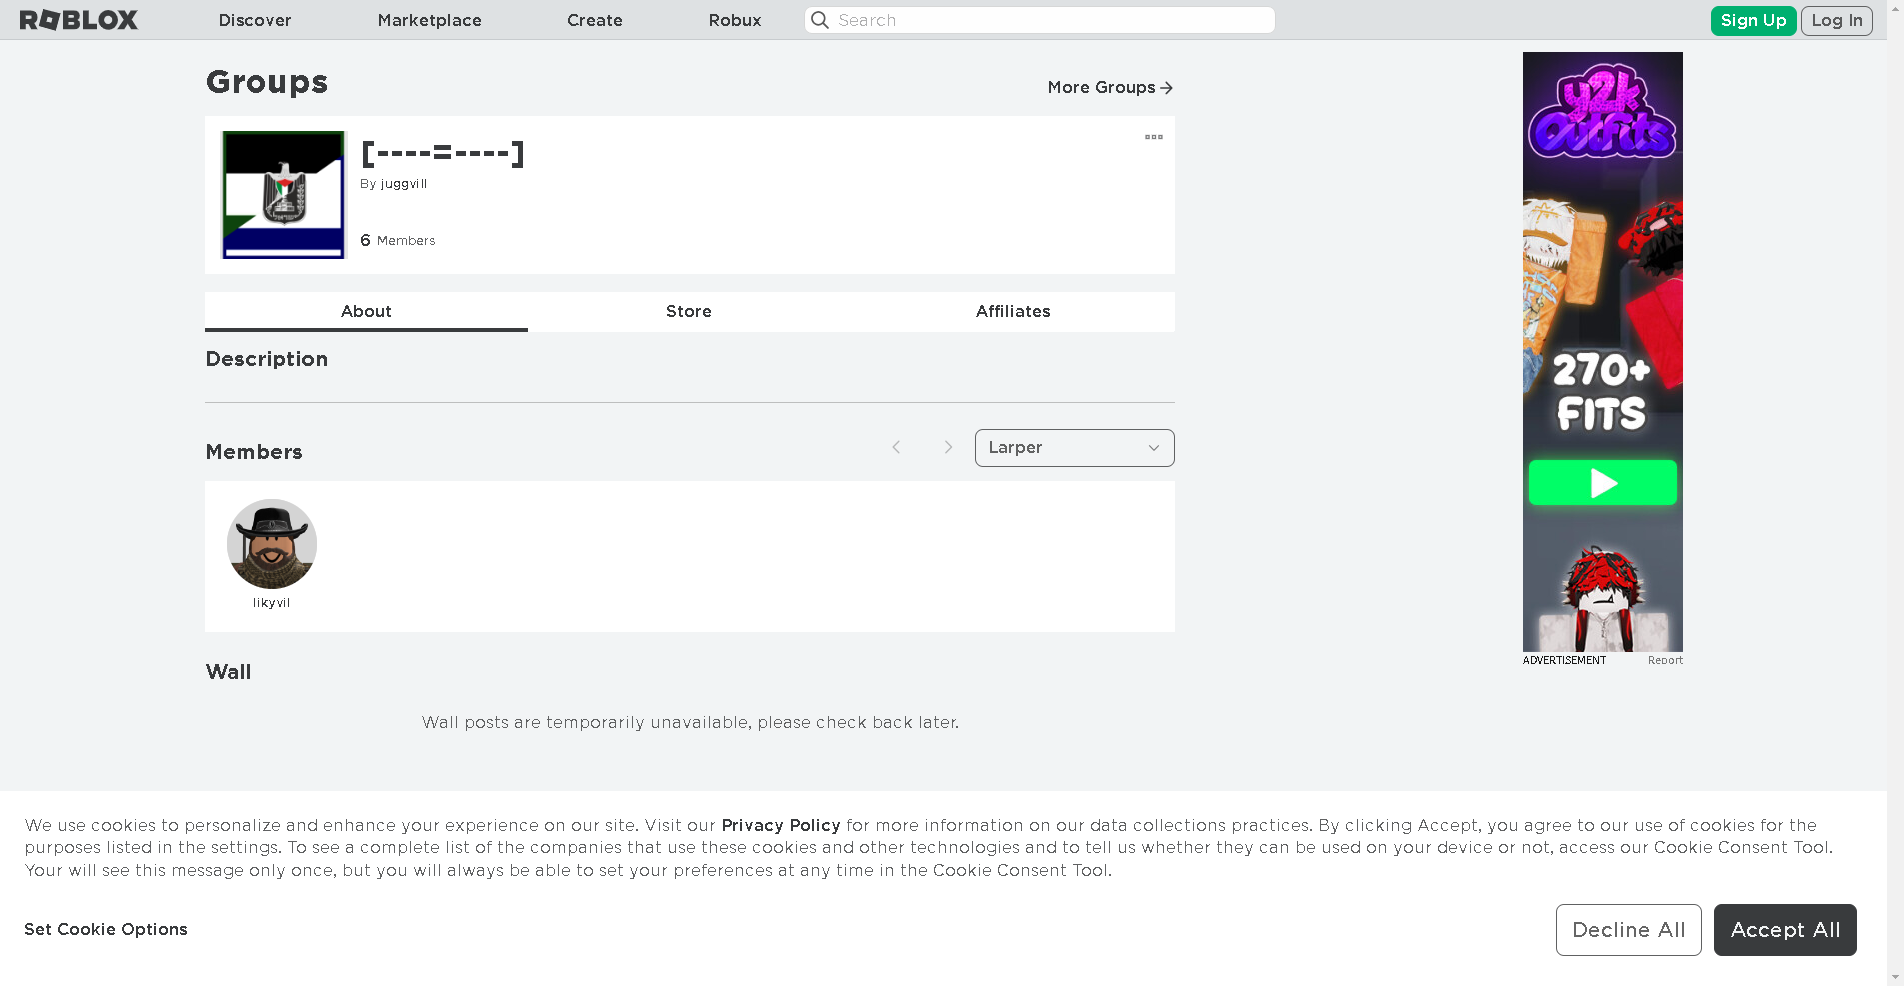 ROBLOX Discover Marketplace Create Robux Search Sign Up Log In
Groups
More Groups
[----=----]
By juggvill
6 Members
About Store Affiliates
Description
Members
Larper
likyvil
Wall
Wall posts are temporarily unavailable, please check back later.
y2k
Outfits
270+
FITS
ADVERTISEMENT Report
We use cookies to personalize and enhance your experience on our site. Visit our Privacy Policy for more information on our data collections practices. By clicking Accept, you agree to our use of cookies for the
purposes listed in the settings. To see a complete list of the companies that use these cookies and other technologies and to tell us whether they can be used on your device or not, access our Cookie Consent Tool.
Your will see this message only once, but you will always be able to set your preferences at any time in the Cookie Consent Tool.
Set Cookie Options
Decline All
Accept All